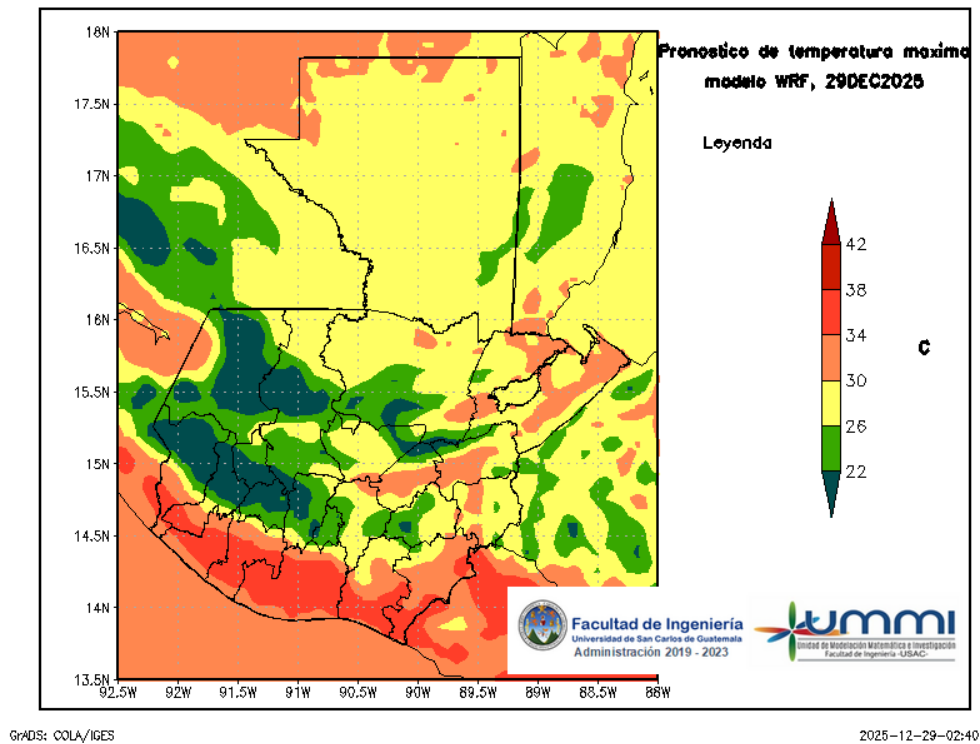 Pronostico de temperatura maxima
modelo WRF, 29DEC2025
Leyenda
42
38
34
30
26
22
C
18N
17.5N
17N
16.5N
16N
15.5N
15N
14.5N
14N
13.5N
92.5W 92W 91.5W 91W 90.5W 90W 89.5W 89W 88.5W 88W
Facultad de Ingeniería
Universidad de San Carlos de Guatemala
Administración 2019 - 2023
ummi
Unidad de Modelación Matemática e Investigación
Facultad de Ingeniería -USAC-
GrADS: COLA/IGES
2025-12-29-02:40